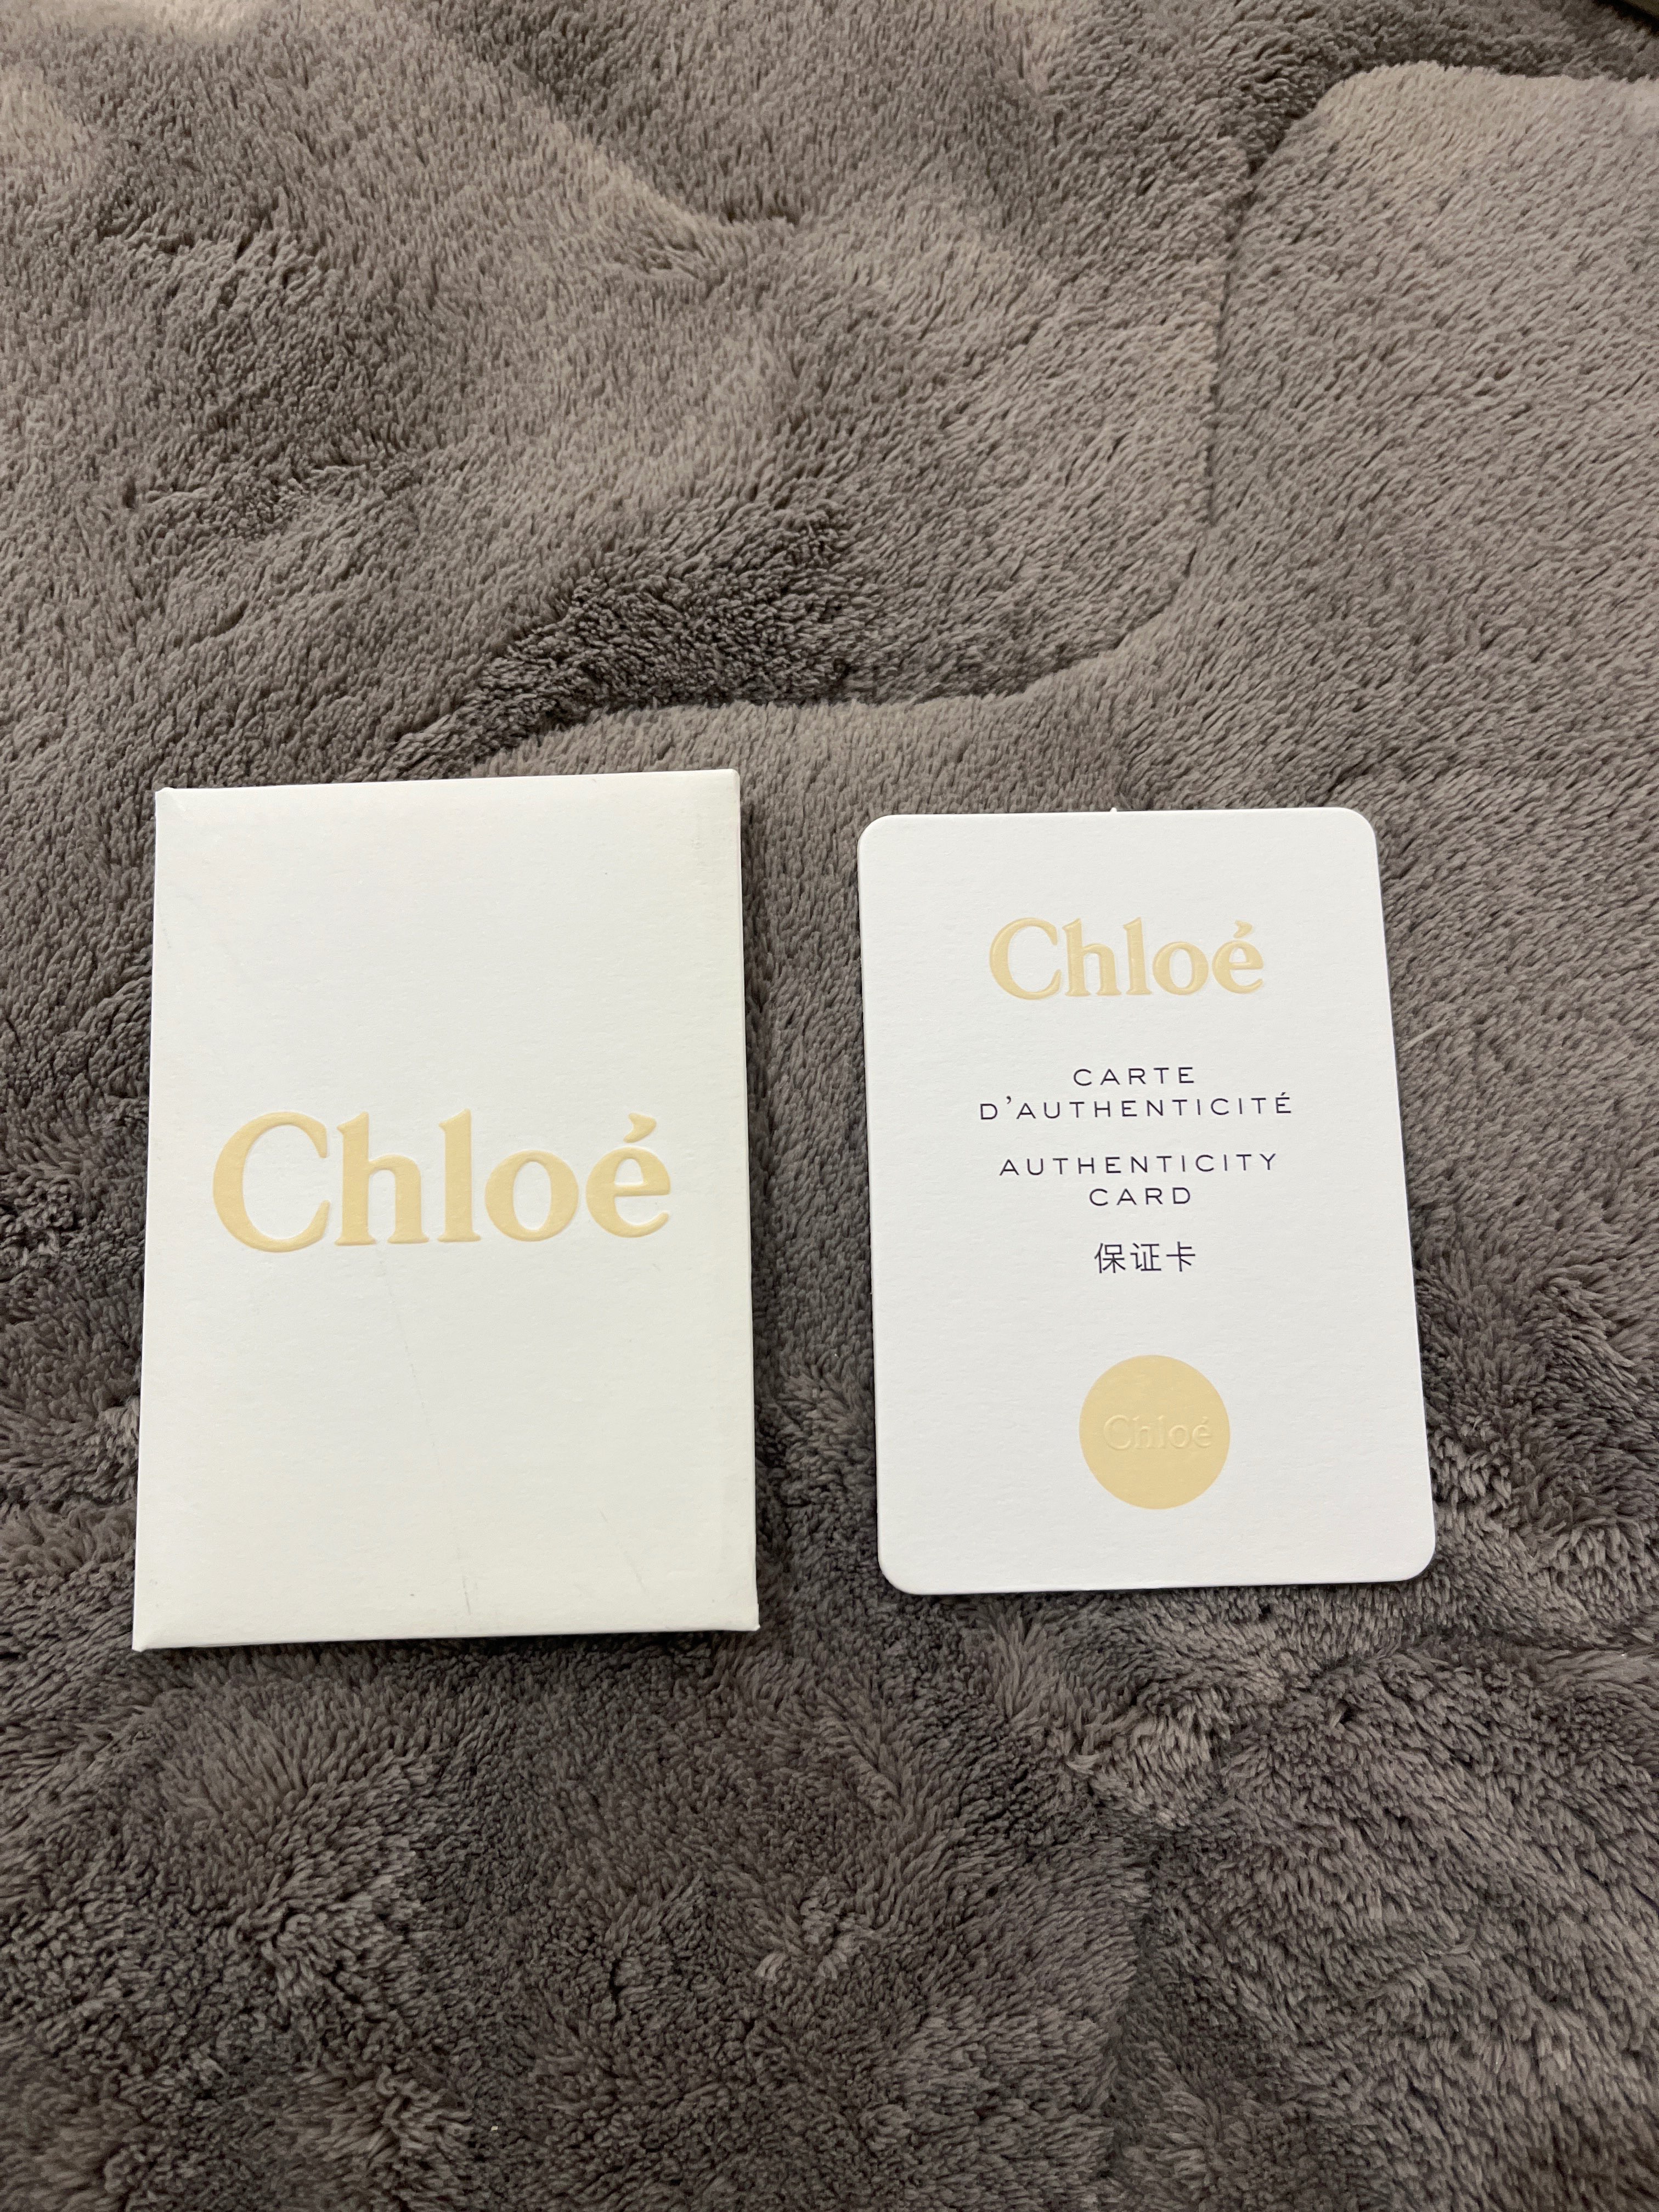 Chloé
Chloé
CARTE
D'AUTHENTICITÉ
AUTHENTICITY
CARD
保证卡
Chloé